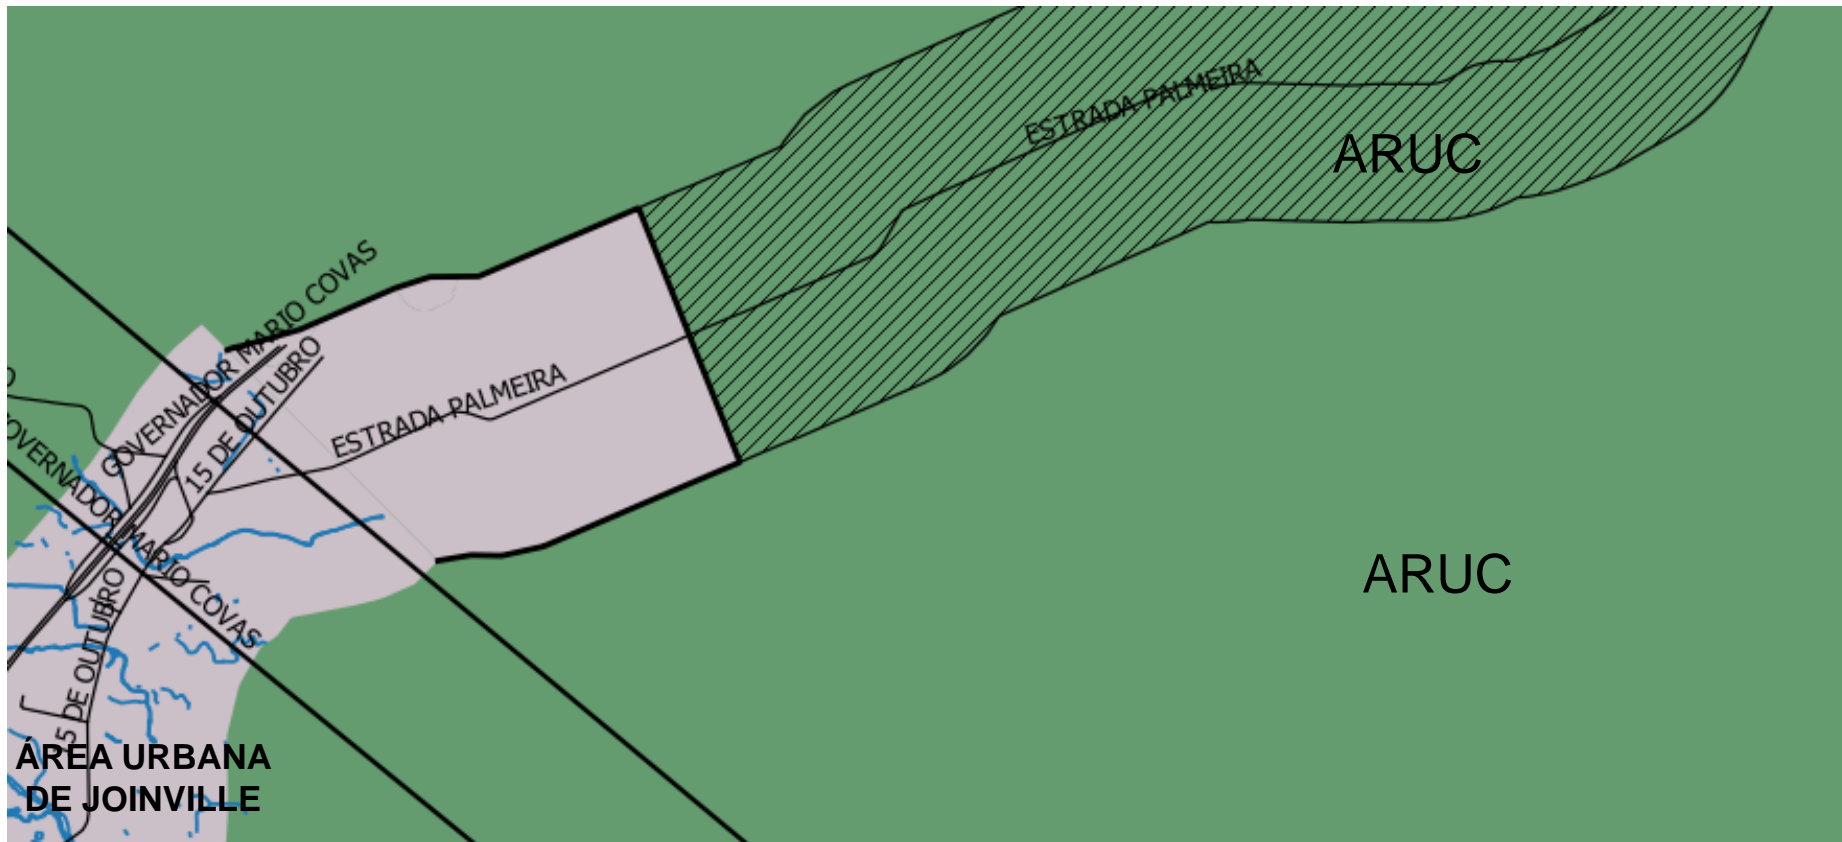 ESTRADA PALMEIRA
ARUC
GOVERNADOR MARIO COVAS
15 DE OUTUBRO
ESTRADA PALMEIRA
O
OVERNADOR MARIO COVAS
ARUC
15 DE OUTUBRO
ÁREA URBANA
DE JOINVILLE